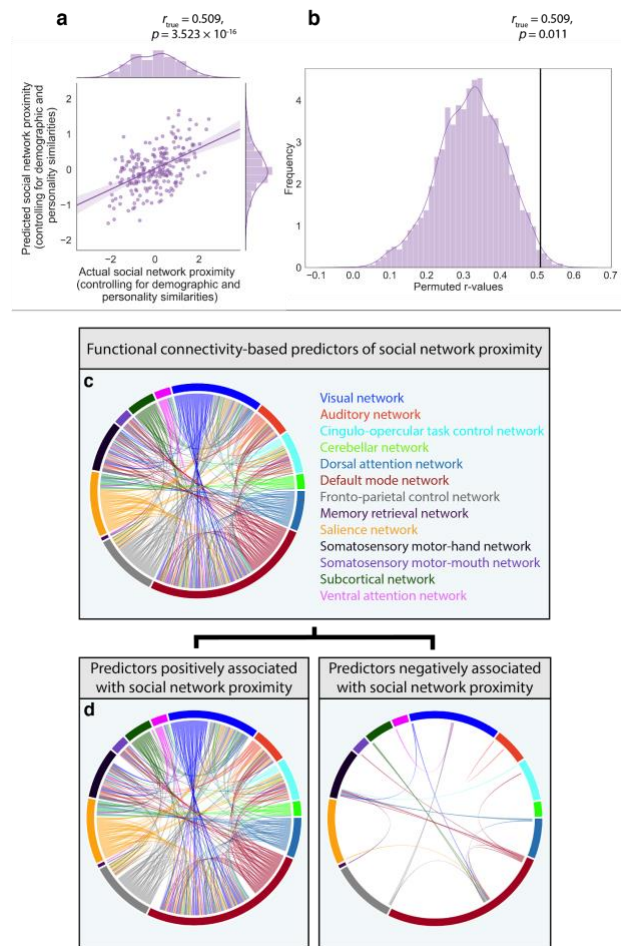 a
r true = 0.509,
p = 3.523 × 10⁻¹⁶
Predicted social network proximity
(controlling for demographic and
personality similarities)
2
1
0
−1
−2
−2
0
2
Actual social network proximity
(controlling for demographic and
personality similarities)
b
r true = 0.509,
p = 0.011
Frequency
4
3
2
1
0
−0.1
0.0
0.1
0.2
0.3
0.4
0.5
0.6
0.7
Permuted r-values
Functional connectivity-based predictors of social network proximity
c
Visual network
Auditory network
Cingulo-opercular task control network
Cerebellar network
Dorsal attention network
Default mode network
Fronto-parietal control network
Memory retrieval network
Salience network
Somatosensory motor-hand network
Somatosensory motor-mouth network
Subcortical network
Ventral attention network
Predictors positively associated
with social network proximity
Predictors negatively associated
with social network proximity
d